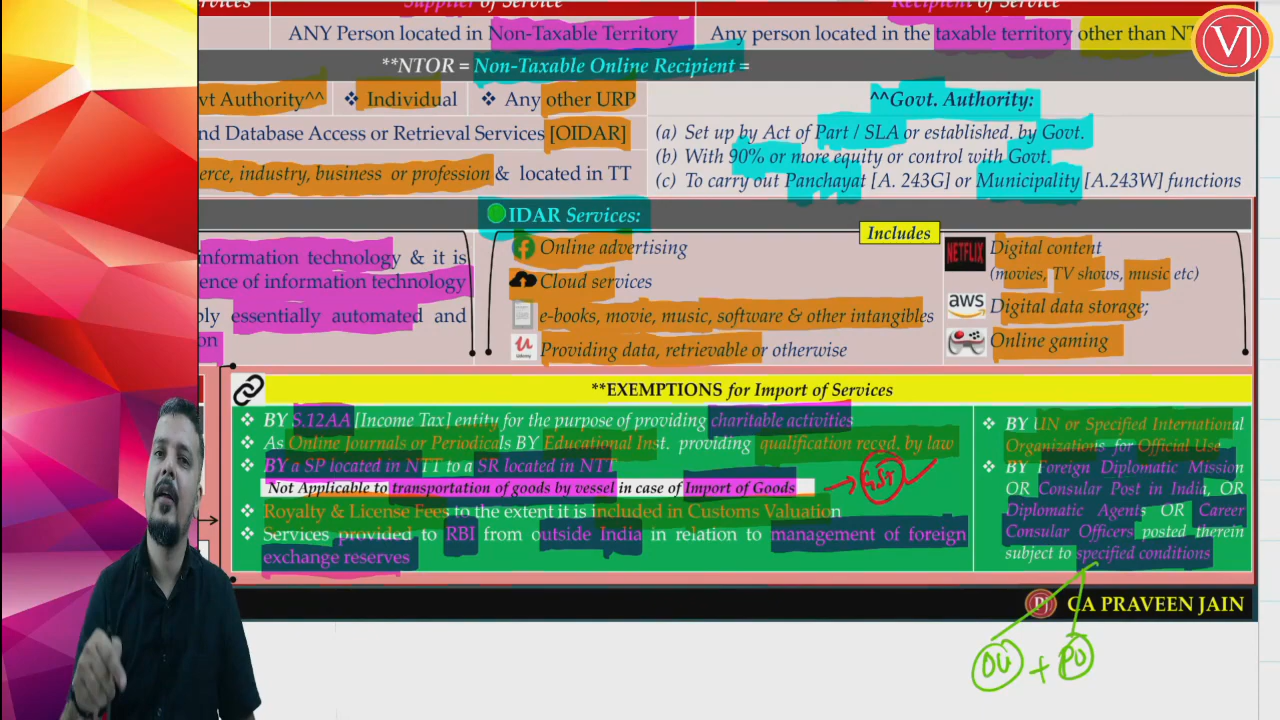 Services
Supplier of Service
Recipient of Service
ANY Person located in Non-Taxable Territory
Any person located in the taxable territory other than NT
VJ
**NTOR = Non-Taxable Online Recipient =
vt Authority^^ ❖ Individual ❖ Any other URP
^^Govt. Authority:
nd Database Access or Retrieval Services [OIDAR]
(a) Set up by Act of Part / SLA or established. by Govt.
(b) With 90% or more equity or control with Govt.
erce, industry, business or profession & located in TT
(c) To carry out Panchayat [A. 243G] or Municipality [A.243W] functions
IDAR Services:
Includes
information technology & it is
ence of information technology
bly essentially automated and
on
Online advertising
Cloud services
e-books, movie, music, software & other intangibles
Udemy
Providing data, retrievable or otherwise
NETFLIX
Digital content
(movies, TV shows, music etc)
aws
Digital data storage;
Online gaming
**EXEMPTIONS for Import of Services
❖ BY S.12AA [Income Tax] entity for the purpose of providing charitable activities
❖ As Online Journals or Periodicals BY Educational Inst. providing qualification recgd. by law
❖ BY a SP located in NTT to a SR located in NTT
Not Applicable to transportation of goods by vessel in case of Import of Goods
GST
❖ Royalty & License Fees to the extent it is included in Customs Valuation
❖ Services provided to RBI from outside India in relation to management of foreign
exchange reserves
❖ BY UN or Specified International
Organizations for Official Use
❖ BY Foreign Diplomatic Mission
OR Consular Post in India, OR
Diplomatic Agents OR Career
Consular Officers posted therein
subject to specified conditions
PJ CA PRAVEEN JAIN
OU + PU